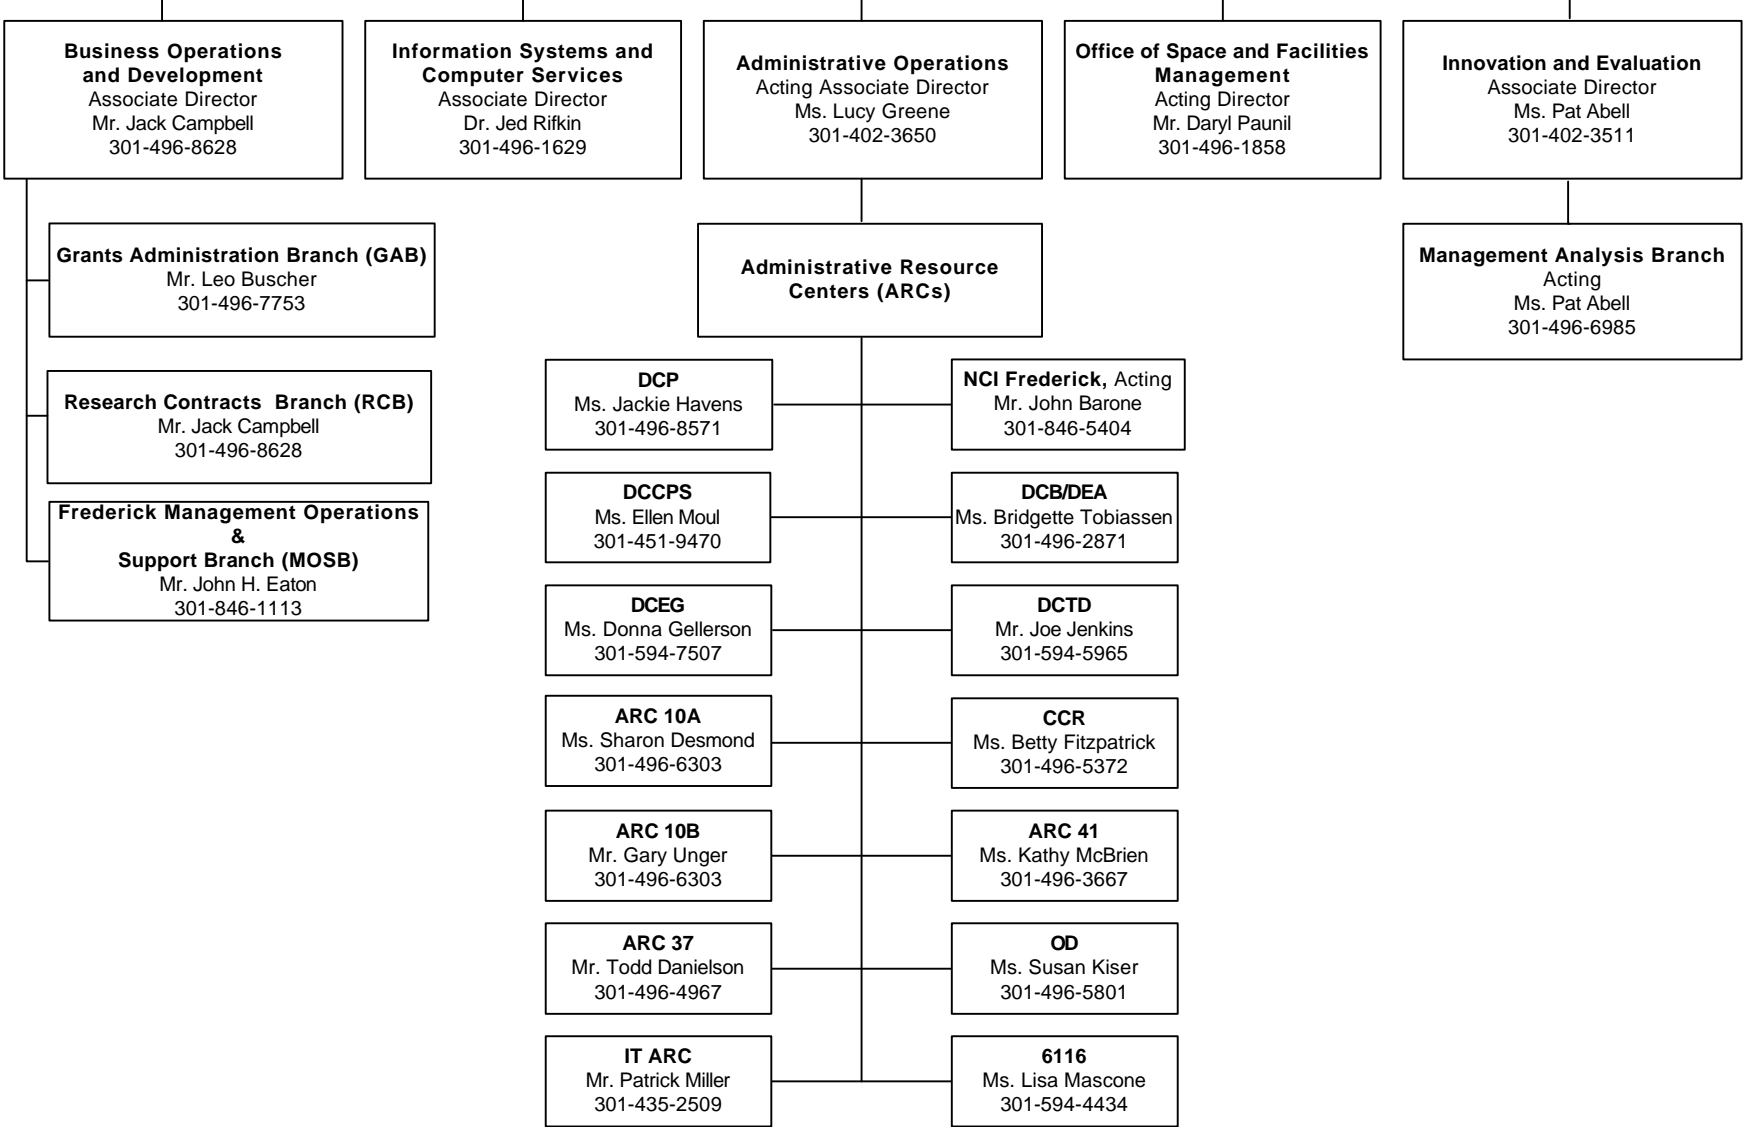 Business Operations
and Development
Associate Director
Mr. Jack Campbell
301-496-8628
Information Systems and
Computer Services
Associate Director
Dr. Jed Rifkin
301-496-1629
Administrative Operations
Acting Associate Director
Ms. Lucy Greene
301-402-3650
Office of Space and Facilities
Management
Acting Director
Mr. Daryl Paunil
301-496-1858
Innovation and Evaluation
Associate Director
Ms. Pat Abell
301-402-3511
Grants Administration Branch (GAB)
Mr. Leo Buscher
301-496-7753
Research Contracts Branch (RCB)
Mr. Jack Campbell
301-496-8628
Frederick Management Operations
&
Support Branch (MOSB)
Mr. John H. Eaton
301-846-1113
Administrative Resource
Centers (ARCs)
Management Analysis Branch
Acting
Ms. Pat Abell
301-496-6985
DCP
Ms. Jackie Havens
301-496-8571
NCI Frederick, Acting
Mr. John Barone
301-846-5404
DCCPS
Ms. Ellen Moul
301-451-9470
DCB/DEA
Ms. Bridgette Tobiassen
301-496-2871
DCEG
Ms. Donna Gellerson
301-594-7507
DCTD
Mr. Joe Jenkins
301-594-5965
ARC 10A
Ms. Sharon Desmond
301-496-6303
CCR
Ms. Betty Fitzpatrick
301-496-5372
ARC 10B
Mr. Gary Unger
301-496-6303
ARC 41
Ms. Kathy McBrien
301-496-3667
ARC 37
Mr. Todd Danielson
301-496-4967
OD
Ms. Susan Kiser
301-496-5801
IT ARC
Mr. Patrick Miller
301-435-2509
6116
Ms. Lisa Mascone
301-594-4434